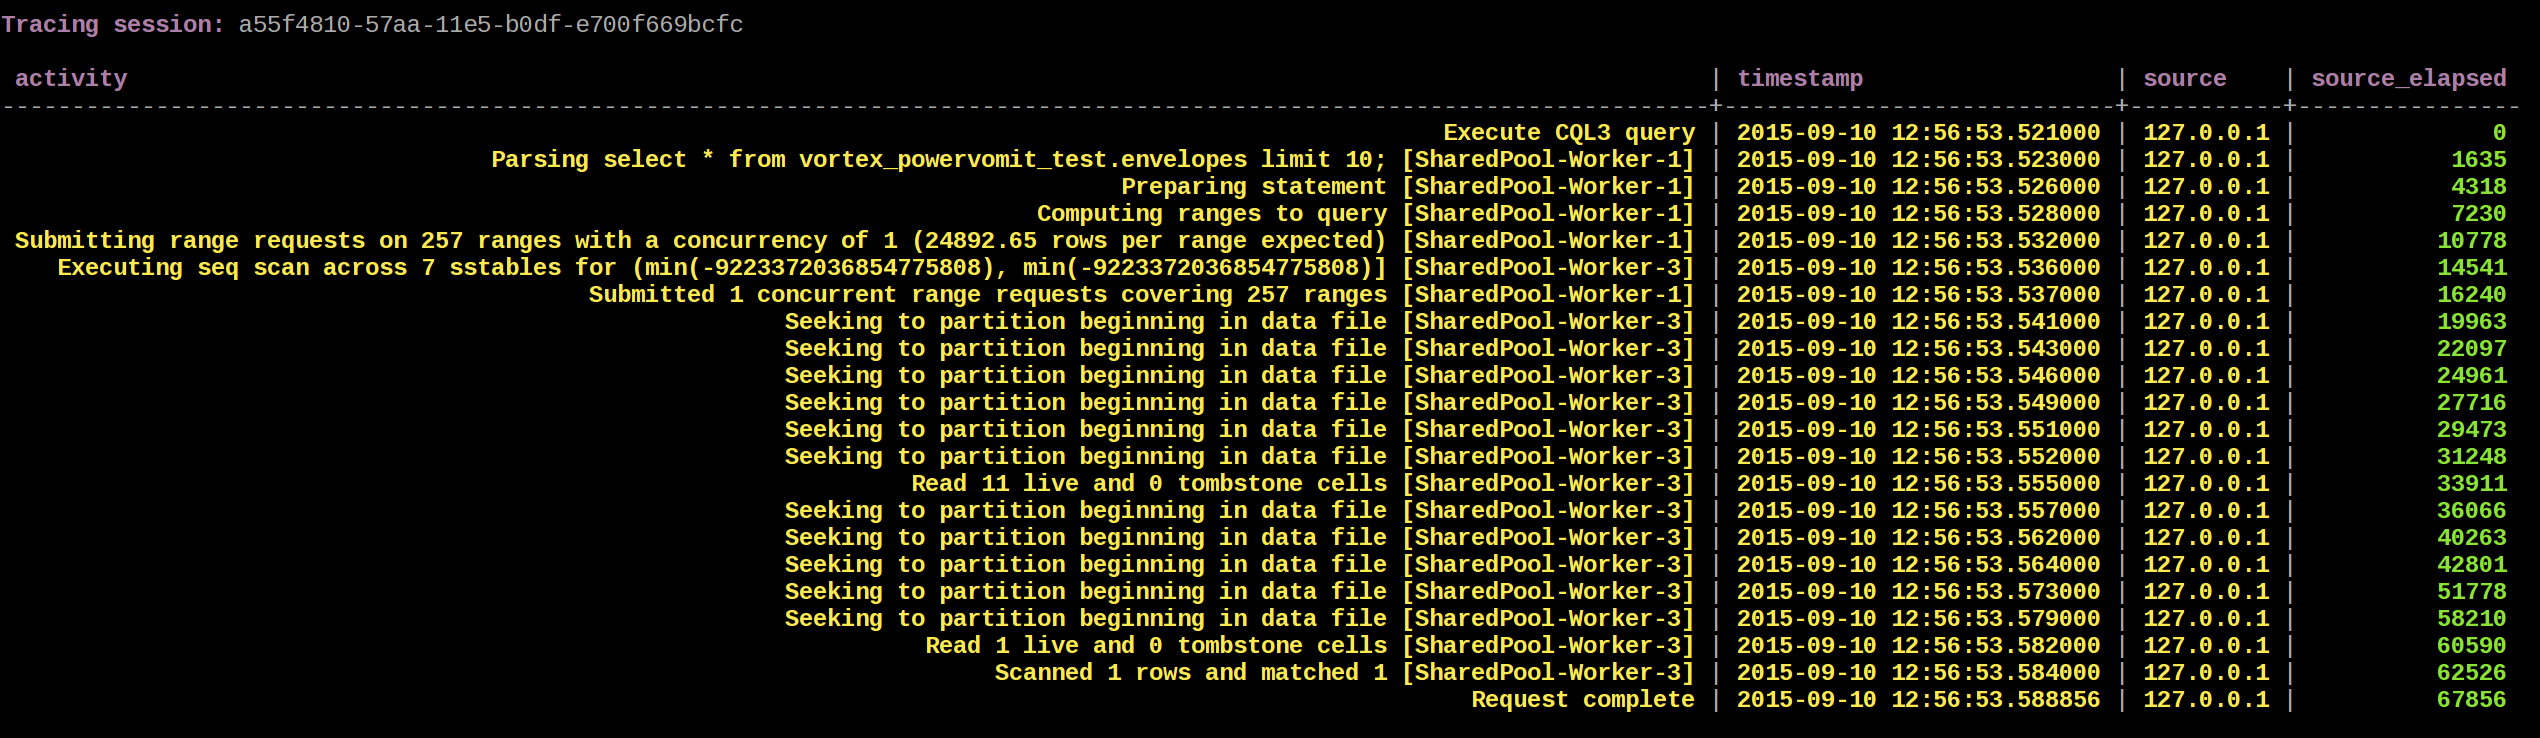 Tracing session: a55f4810-57aa-11e5-b0df-e700f669bcfc
activity | timestamp | source | source_elapsed
---------------------------------------------------------------------------------------------------------------------------+----------------------------+-----------+----------------
Execute CQL3 query | 2015-09-10 12:56:53.521000 | 127.0.0.1 | 0
Parsing select * from vortex_powervomit_test.envelopes limit 10; [SharedPool-Worker-1] | 2015-09-10 12:56:53.523000 | 127.0.0.1 | 1635
Preparing statement [SharedPool-Worker-1] | 2015-09-10 12:56:53.526000 | 127.0.0.1 | 4318
Computing ranges to query [SharedPool-Worker-1] | 2015-09-10 12:56:53.528000 | 127.0.0.1 | 7230
Submitting range requests on 257 ranges with a concurrency of 1 (24892.65 rows per range expected) [SharedPool-Worker-1] | 2015-09-10 12:56:53.532000 | 127.0.0.1 | 10778
Executing seq scan across 7 sstables for (min(-9223372036854775808), min(-9223372036854775808)] [SharedPool-Worker-3] | 2015-09-10 12:56:53.536000 | 127.0.0.1 | 14541
Submitted 1 concurrent range requests covering 257 ranges [SharedPool-Worker-1] | 2015-09-10 12:56:53.537000 | 127.0.0.1 | 16240
Seeking to partition beginning in data file [SharedPool-Worker-3] | 2015-09-10 12:56:53.541000 | 127.0.0.1 | 19963
Seeking to partition beginning in data file [SharedPool-Worker-3] | 2015-09-10 12:56:53.543000 | 127.0.0.1 | 22097
Seeking to partition beginning in data file [SharedPool-Worker-3] | 2015-09-10 12:56:53.546000 | 127.0.0.1 | 24961
Seeking to partition beginning in data file [SharedPool-Worker-3] | 2015-09-10 12:56:53.549000 | 127.0.0.1 | 27716
Seeking to partition beginning in data file [SharedPool-Worker-3] | 2015-09-10 12:56:53.551000 | 127.0.0.1 | 29473
Seeking to partition beginning in data file [SharedPool-Worker-3] | 2015-09-10 12:56:53.552000 | 127.0.0.1 | 31248
Read 11 live and 0 tombstone cells [SharedPool-Worker-3] | 2015-09-10 12:56:53.555000 | 127.0.0.1 | 33911
Seeking to partition beginning in data file [SharedPool-Worker-3] | 2015-09-10 12:56:53.557000 | 127.0.0.1 | 36066
Seeking to partition beginning in data file [SharedPool-Worker-3] | 2015-09-10 12:56:53.562000 | 127.0.0.1 | 40263
Seeking to partition beginning in data file [SharedPool-Worker-3] | 2015-09-10 12:56:53.564000 | 127.0.0.1 | 42801
Seeking to partition beginning in data file [SharedPool-Worker-3] | 2015-09-10 12:56:53.573000 | 127.0.0.1 | 51778
Seeking to partition beginning in data file [SharedPool-Worker-3] | 2015-09-10 12:56:53.579000 | 127.0.0.1 | 58210
Read 1 live and 0 tombstone cells [SharedPool-Worker-3] | 2015-09-10 12:56:53.582000 | 127.0.0.1 | 60590
Scanned 1 rows and matched 1 [SharedPool-Worker-3] | 2015-09-10 12:56:53.584000 | 127.0.0.1 | 62526
Request complete | 2015-09-10 12:56:53.588856 | 127.0.0.1 | 67856